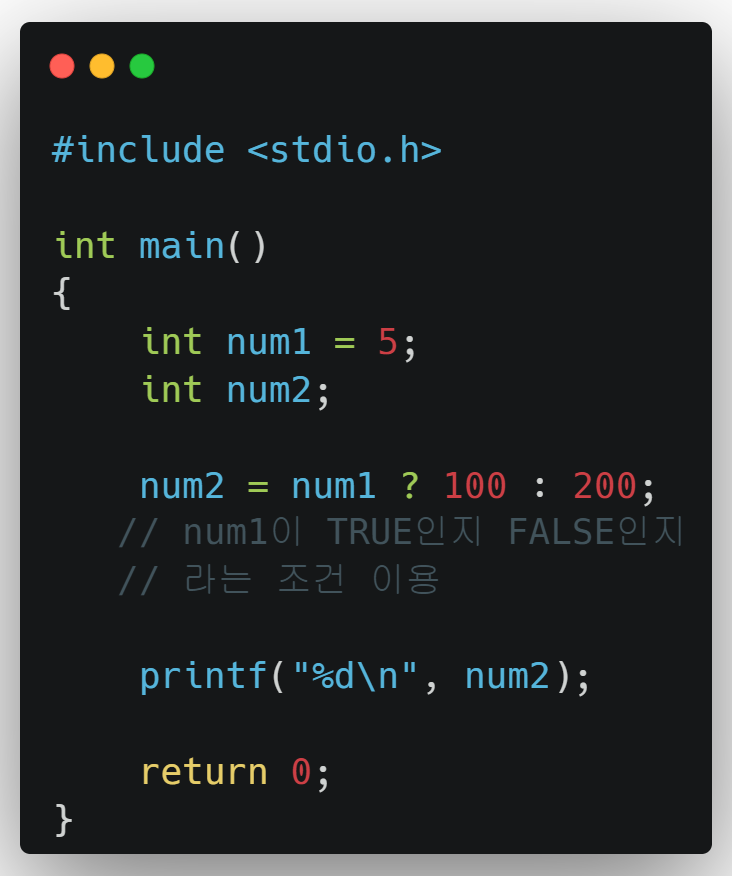 #include <stdio.h>
int main()
{
int num1 = 5;
int num2;
num2 = num1 ? 100 : 200;
// num1이 TRUE인지 FALSE인지
// 라는 조건 이용
printf("%d\n", num2);
return 0;
}